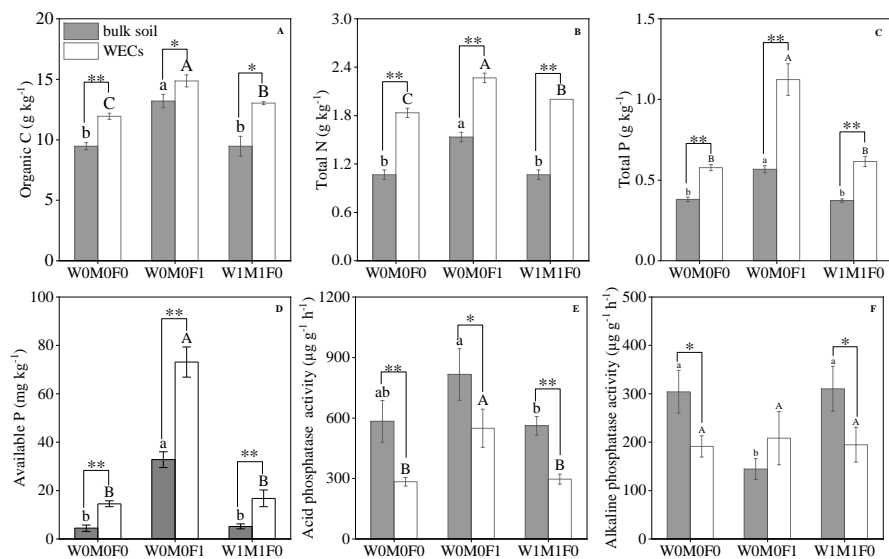 A
bulk soil
WECs
Organic C (g kg⁻¹)
20
15
10
5
0
** * *
b C a A b B
W0M0F0 W0M0F1 W1M1F0
B
Total N (g kg⁻¹)
3.0
2.4
1.8
1.2
0.6
0.0
** ** **
b C a A b B
W0M0F0 W0M0F1 W1M1F0
C
Total P (g kg⁻¹)
1.5
1.0
0.5
0.0
** ** **
b B a A b B
W0M0F0 W0M0F1 W1M1F0
D
Available P (mg kg⁻¹)
100
80
60
40
20
0
** ** **
b B a A b B
W0M0F0 W0M0F1 W1M1F0
E
Acid phosphatase activity (μg g⁻¹ h⁻¹)
1200
900
600
300
0
** * **
ab B a A b B
W0M0F0 W0M0F1 W1M1F0
F
Alkaline phosphatase activity (μg g⁻¹ h⁻¹)
500
400
300
200
100
0
* *
a A b A a A
W0M0F0 W0M0F1 W1M1F0